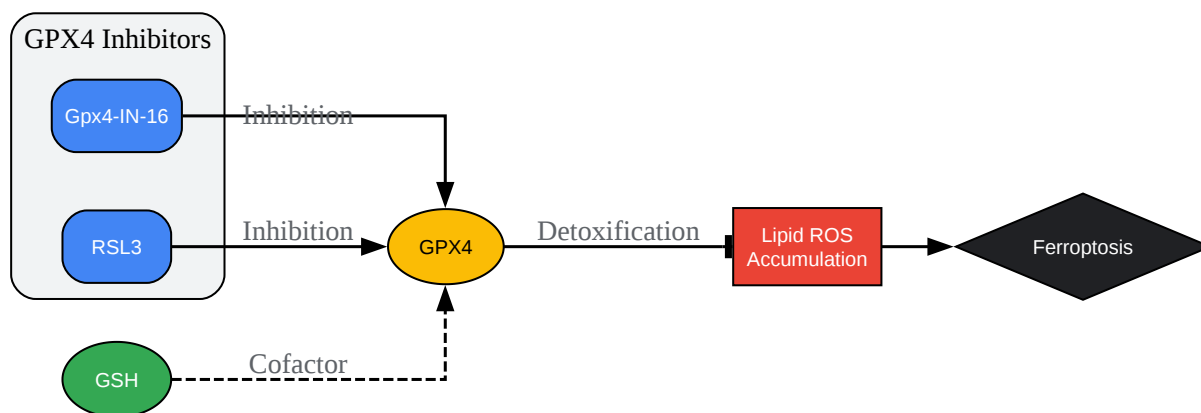 GPX4 Inhibitors
Gpx4-IN-16
Inhibition
RSL3
Inhibition
GPX4
Detoxification
Lipid ROS
Accumulation
Ferroptosis
GSH
Cofactor